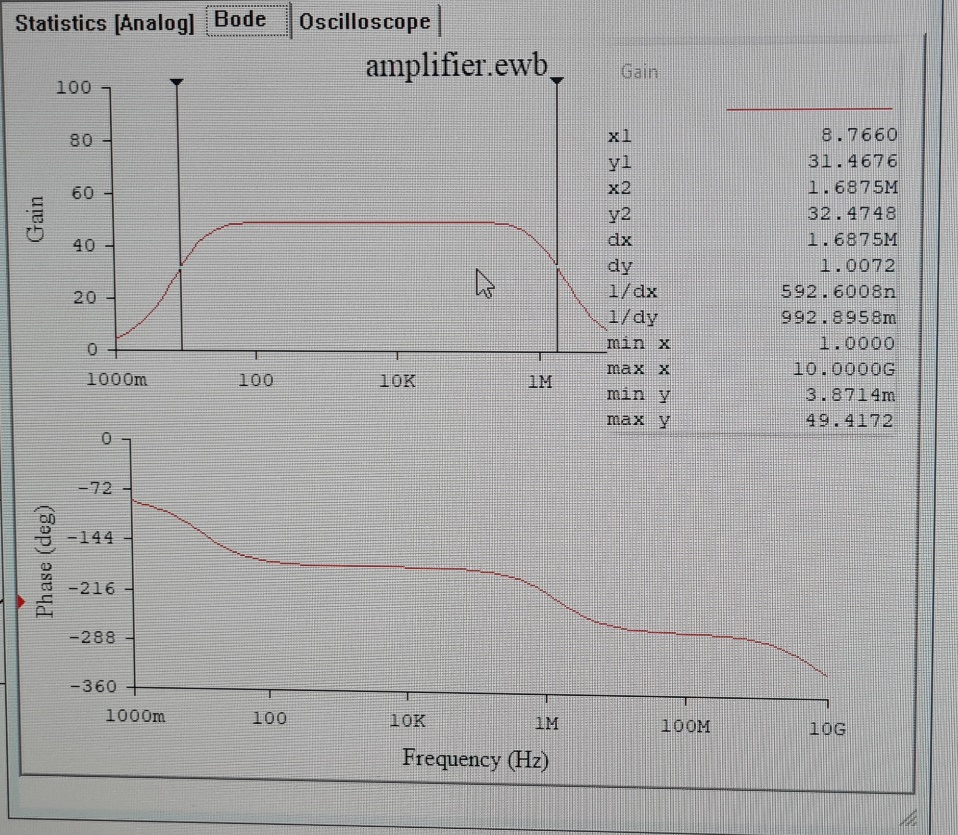 Statistics [Analog] Bode Oscilloscope
amplifier.ewb
Gain
100
80
60
40
20
0
Gain
1000m 100 10K 1M
x1 8.7660
y1 31.4676
x2 1.6875M
y2 32.4748
dx 1.6875M
dy 1.0072
1/dx 592.6008n
1/dy 992.8958m
min x 1.0000
max x 10.0000G
min y 3.8714m
max y 49.4172
0
-72
-144
-216
-288
-360
Phase (deg)
1000m 100 10K 1M 100M 10G
Frequency (Hz)